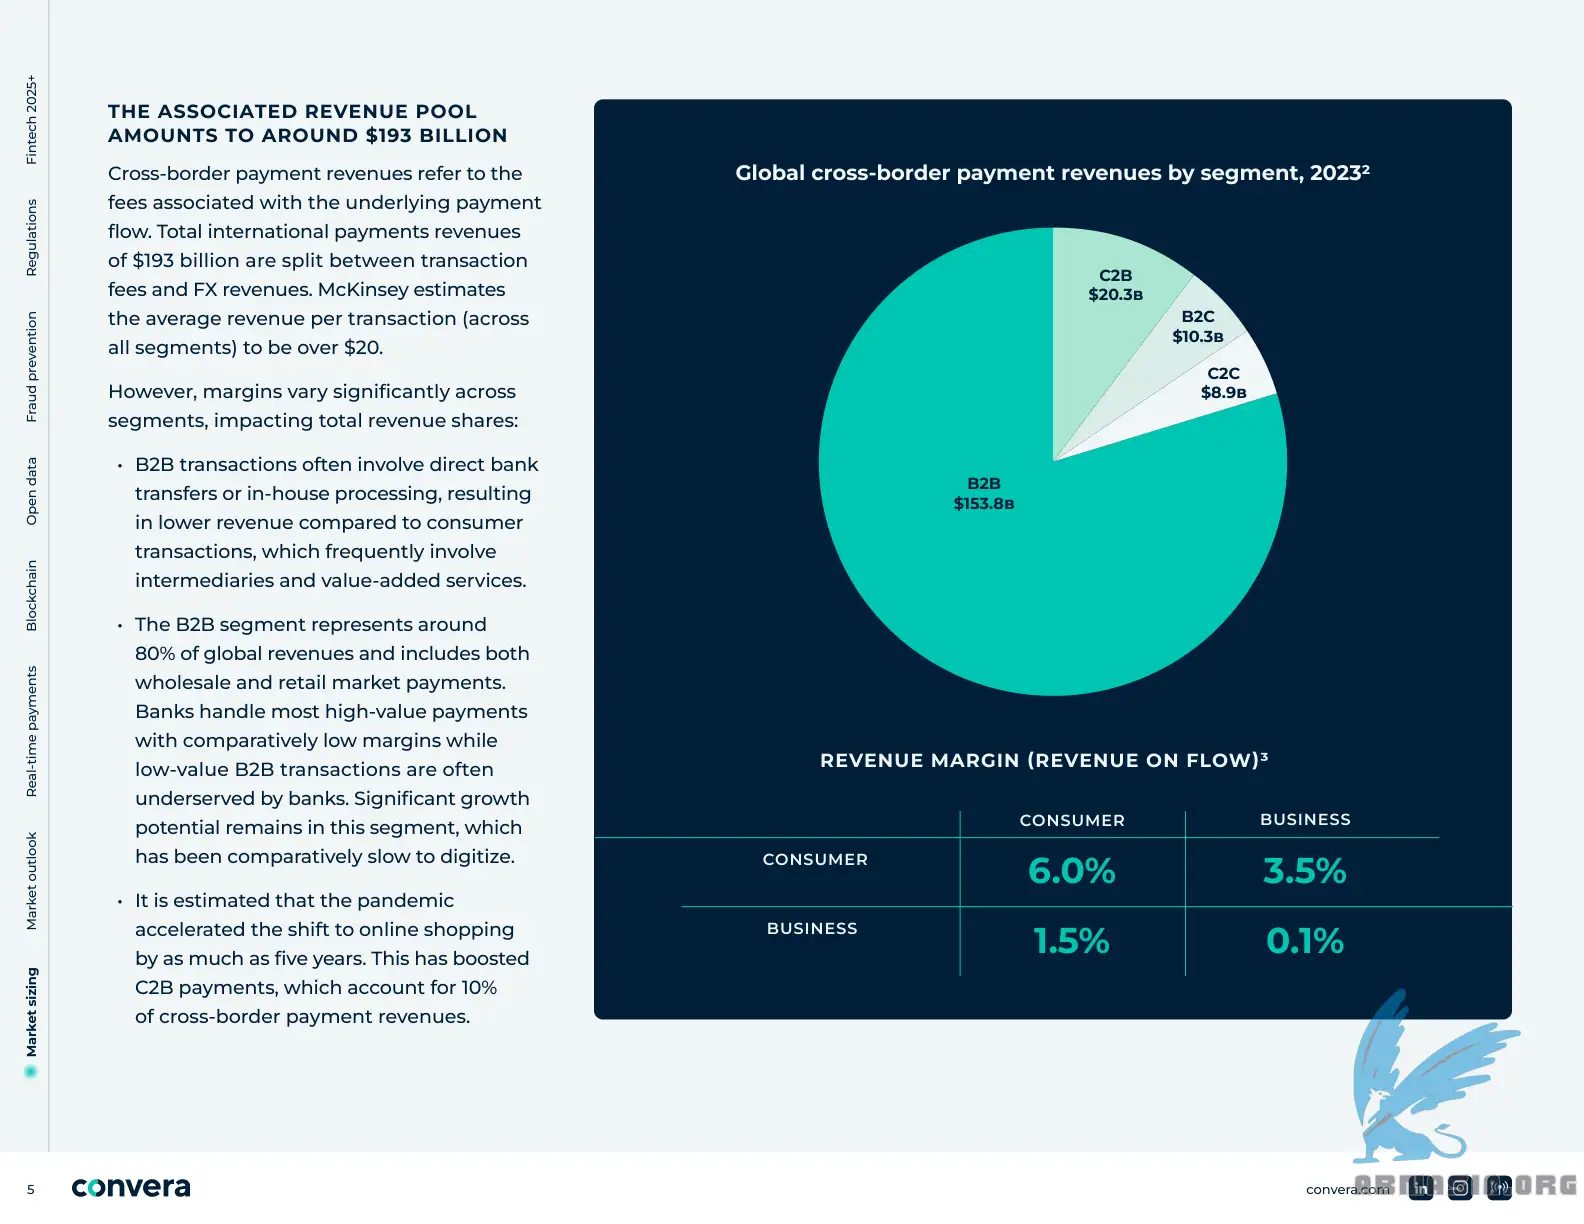 Fintech 2025+
Regulations
Fraud prevention
Open data
Blockchain
Real-time payments
Market outlook
Market sizing
THE ASSOCIATED REVENUE POOL
AMOUNTS TO AROUND $193 BILLION
Cross-border payment revenues refer to the
fees associated with the underlying payment
flow. Total international payments revenues
of $193 billion are split between transaction
fees and FX revenues. McKinsey estimates
the average revenue per transaction (across
all segments) to be over $20.
However, margins vary significantly across
segments, impacting total revenue shares:
• B2B transactions often involve direct bank
transfers or in-house processing, resulting
in lower revenue compared to consumer
transactions, which frequently involve
intermediaries and value-added services.
• The B2B segment represents around
80% of global revenues and includes both
wholesale and retail market payments.
Banks handle most high-value payments
with comparatively low margins while
low-value B2B transactions are often
underserved by banks. Significant growth
potential remains in this segment, which
has been comparatively slow to digitize.
• It is estimated that the pandemic
accelerated the shift to online shopping
by as much as five years. This has boosted
C2B payments, which account for 10%
of cross-border payment revenues.
Global cross-border payment revenues by segment, 2023²
C2B
$20.3B
B2C
$10.3B
C2C
$8.9B
B2B
$153.8B
REVENUE MARGIN (REVENUE ON FLOW)³
CONSUMER BUSINESS
CONSUMER 6.0% 3.5%
BUSINESS 1.5% 0.1%
5 convera
convera.com in